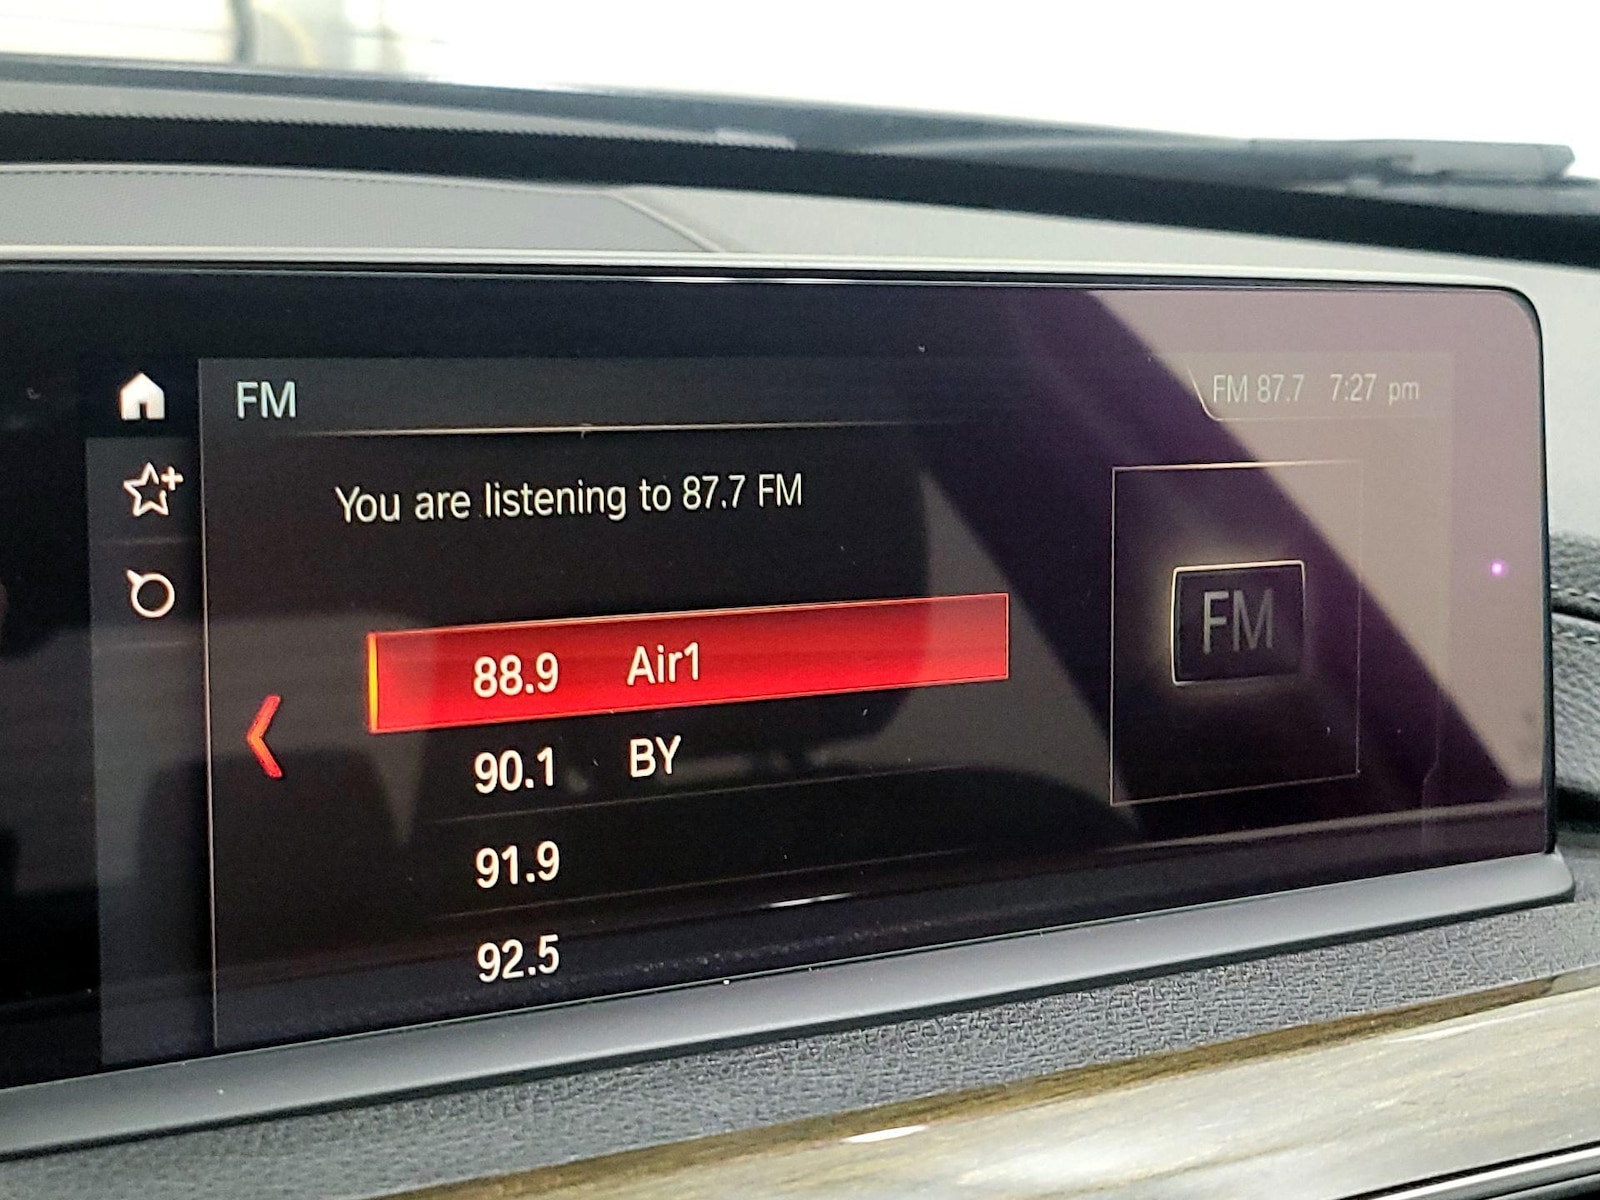 FM
FM 87.7 7:27 pm
You are listening to 87.7 FM
88.9 Air1
90.1 BY
91.9
92.5
FM